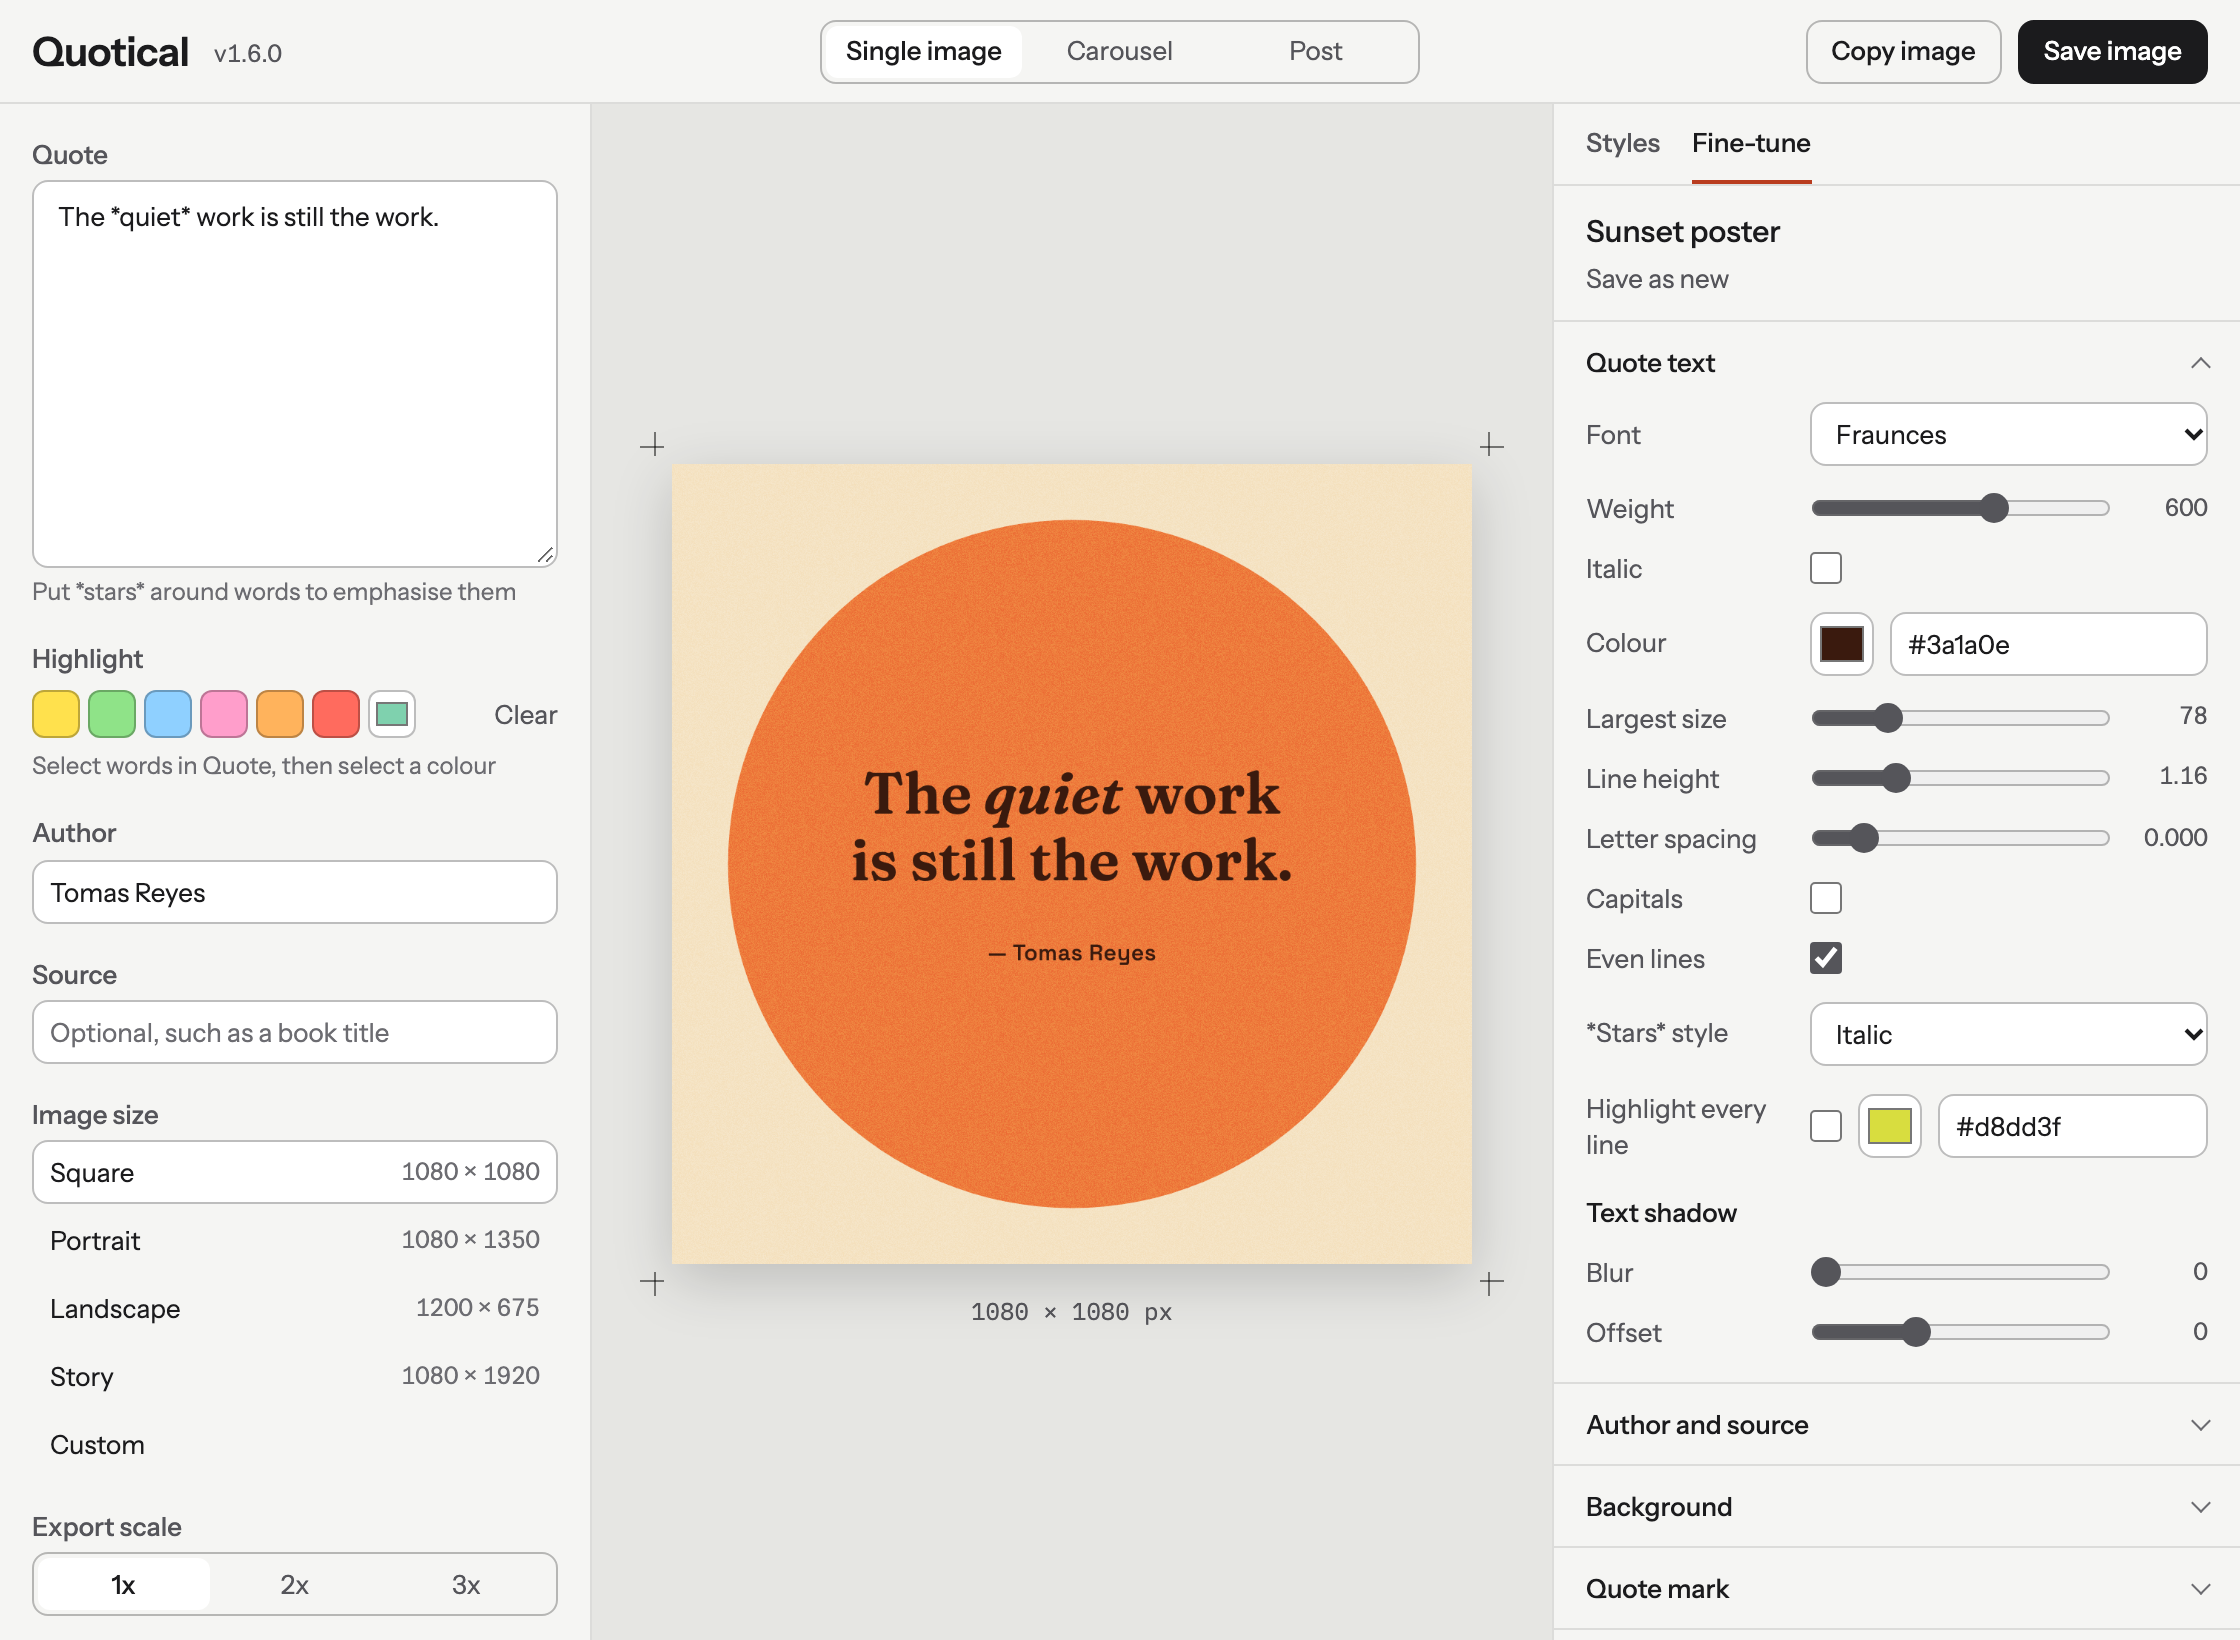 Quotical v1.6.0
Single image Carousel Post
Copy image Save image
Quote
The *quiet* work is still the work.
Put *stars* around words to emphasise them
Highlight
Clear
Select words in Quote, then select a colour
Author
Tomas Reyes
Source
Optional, such as a book title
Image size
Square 1080 × 1080
Portrait 1080 × 1350
Landscape 1200 × 675
Story 1080 × 1920
Custom
Export scale
1x 2x 3x
The quiet work
is still the work.
— Tomas Reyes
1080 × 1080 px
Styles Fine-tune
Sunset poster
Save as new
Quote text
Font Fraunces
Weight 600
Italic
Colour #3a1a0e
Largest size 78
Line height 1.16
Letter spacing 0.000
Capitals
Even lines
*Stars* style Italic
Highlight every
line #d8dd3f
Text shadow
Blur 0
Offset 0
Author and source
Background
Quote mark